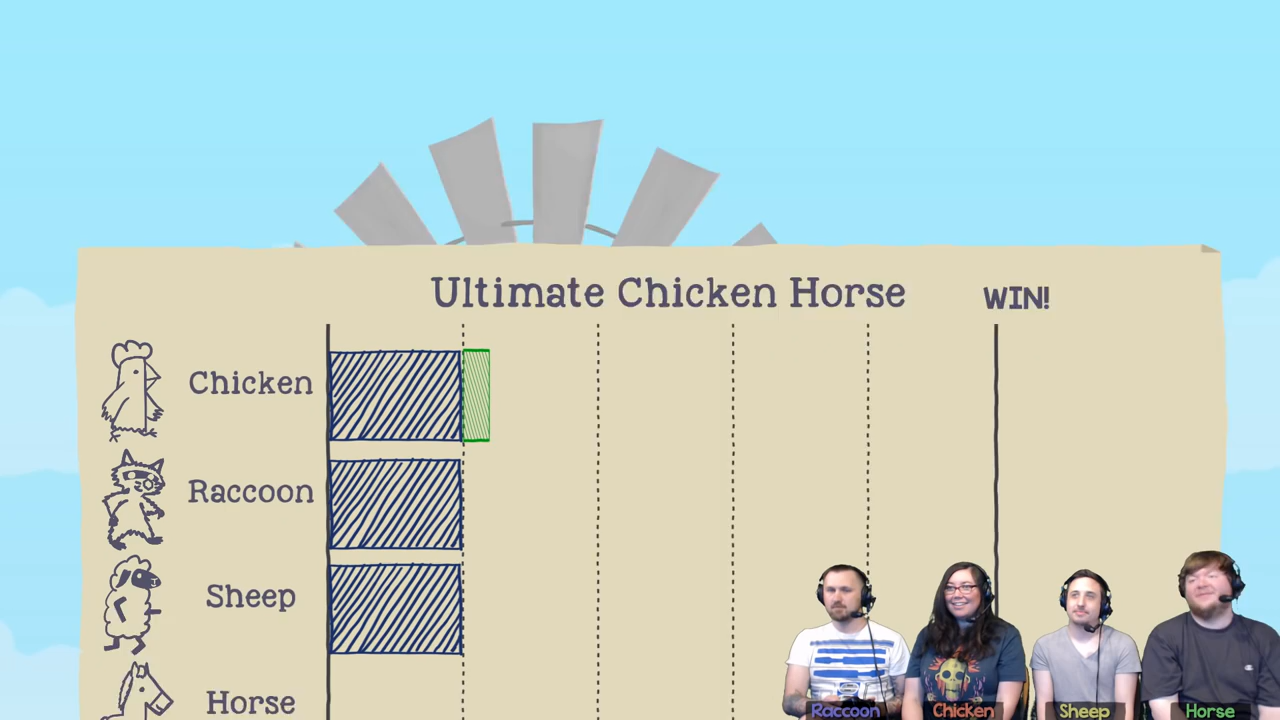 Ultimate Chicken Horse
WIN!
Chicken
Raccoon
Sheep
Horse
Raccoon
Chicken
Sheep
Horse